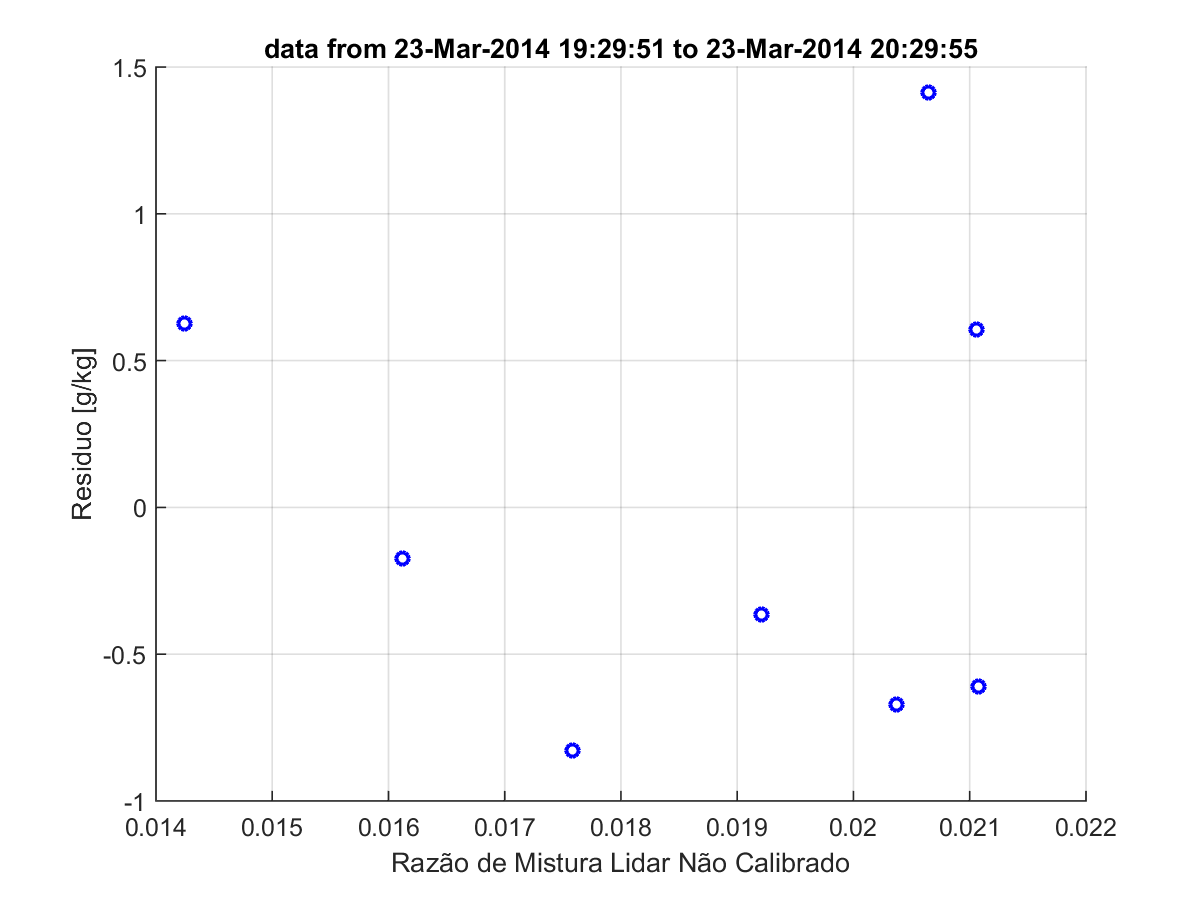 data from 23-Mar-2014 19:29:51 to 23-Mar-2014 20:29:55
1.5
1
0.5
0
-0.5
-1
Residuo [g/kg]
0.014 0.015 0.016 0.017 0.018 0.019 0.02 0.021 0.022
Razão de Mistura Lidar Não Calibrado